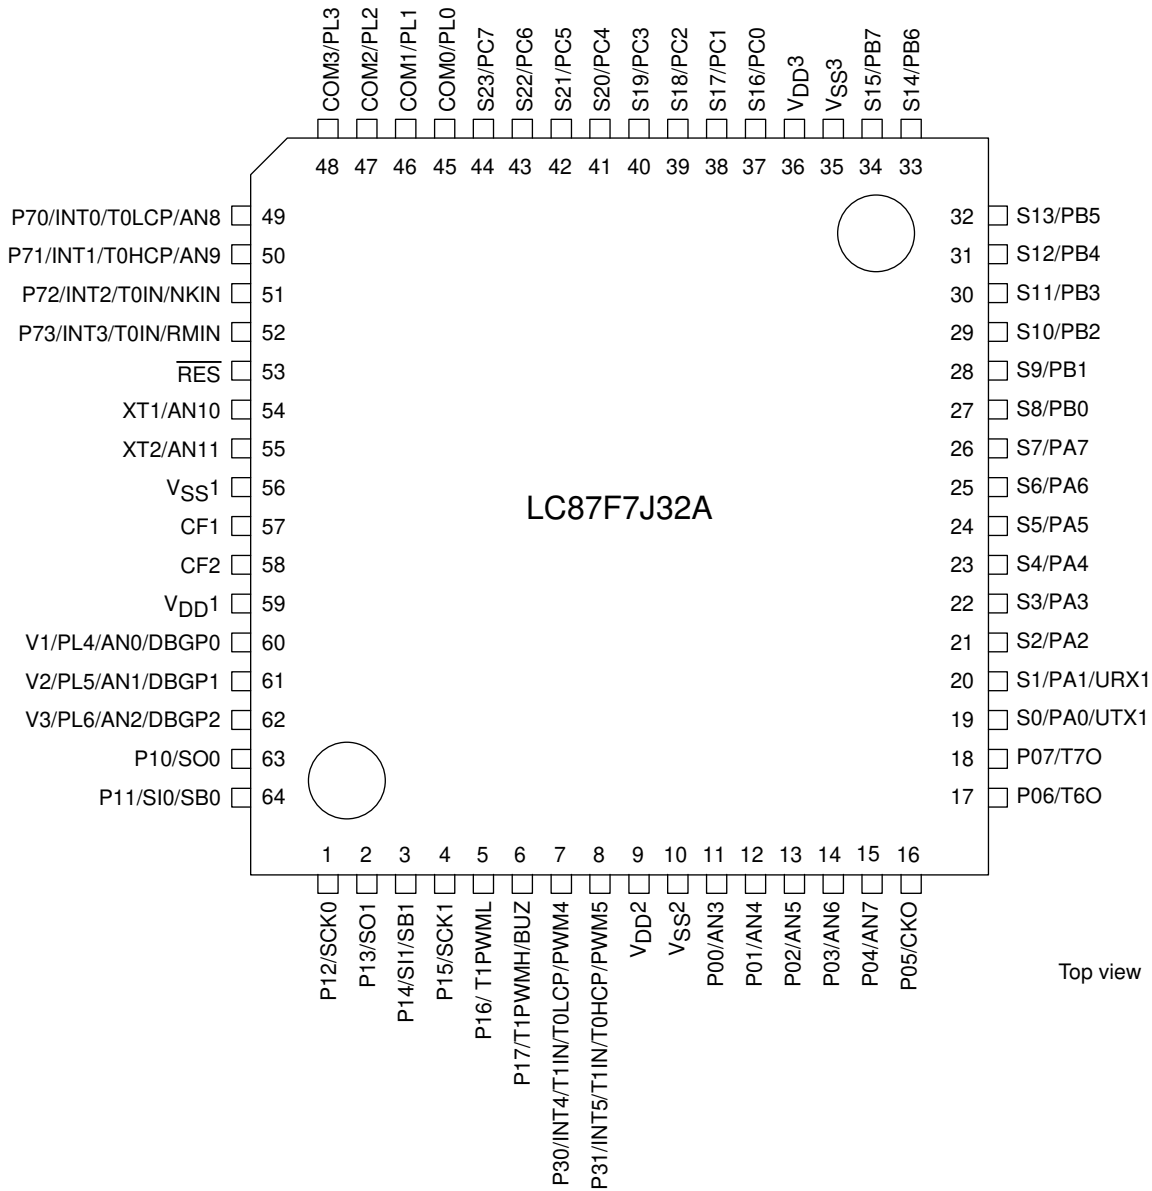 COM3/PL3
COM2/PL2
COM1/PL1
COM0/PL0
S23/PC7
S22/PC6
S21/PC5
S20/PC4
S19/PC3
S18/PC2
S17/PC1
S16/PC0
VDD3
VSS3
S15/PB7
S14/PB6
48 47 46 45 44 43 42 41 40 39 38 37 36 35 34 33
P70/INT0/T0LCP/AN8 49
P71/INT1/T0HCP/AN9 50
P72/INT2/T0IN/NKIN 51
P73/INT3/T0IN/RMIN 52
RES 53
XT1/AN10 54
XT2/AN11 55
VSS1 56
CF1 57
CF2 58
VDD1 59
V1/PL4/AN0/DBGP0 60
V2/PL5/AN1/DBGP1 61
V3/PL6/AN2/DBGP2 62
P10/SO0 63
P11/SI0/SB0 64
LC87F7J32A
32 S13/PB5
31 S12/PB4
30 S11/PB3
29 S10/PB2
28 S9/PB1
27 S8/PB0
26 S7/PA7
25 S6/PA6
24 S5/PA5
23 S4/PA4
22 S3/PA3
21 S2/PA2
20 S1/PA1/URX1
19 S0/PA0/UTX1
18 P07/T7O
17 P06/T6O
1 2 3 4 5 6 7 8 9 10 11 12 13 14 15 16
P12/SCK0
P13/SO1
P14/SI1/SB1
P15/SCK1
P16/ T1PWML
P17/T1PWMH/BUZ
P30/INT4/T1IN/T0LCP/PWM4
P31/INT5/T1IN/T0HCP/PWM5
VDD2
VSS2
P00/AN3
P01/AN4
P02/AN5
P03/AN6
P04/AN7
P05/CKO
Top view